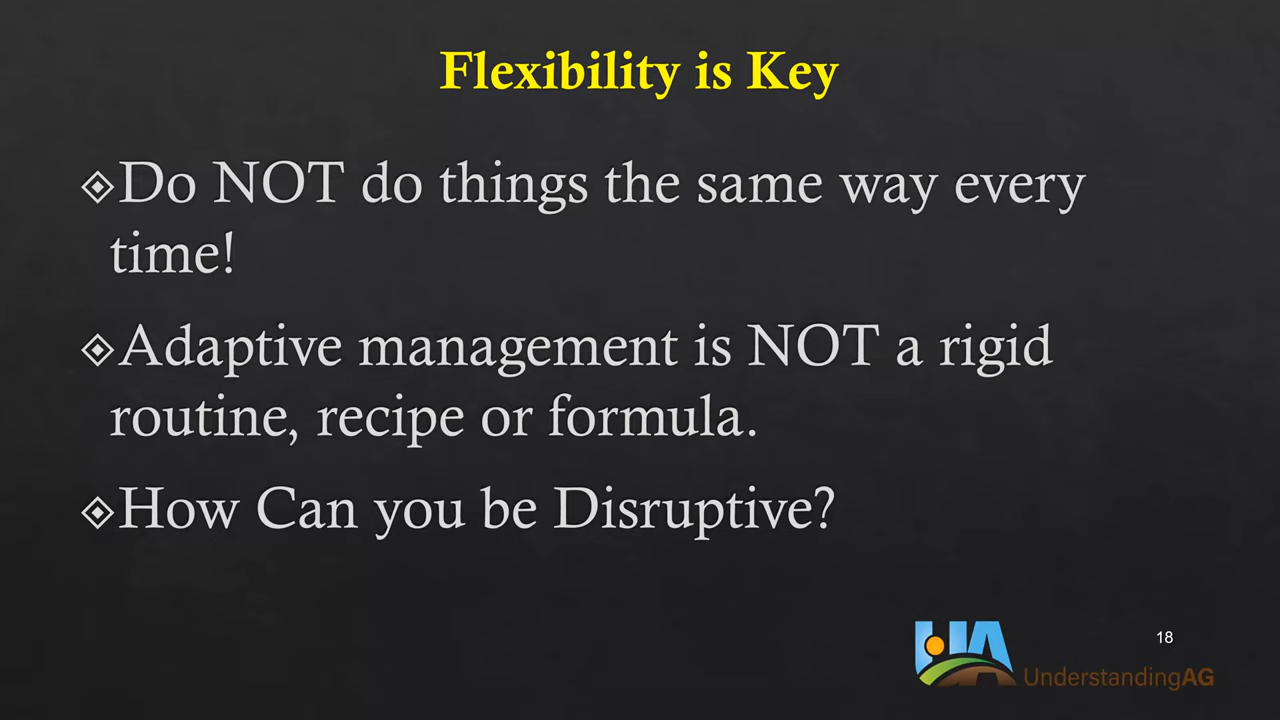 Flexibility is Key
Do NOT do things the same way every
time!
Adaptive management is NOT a rigid
routine, recipe or formula.
How Can you be Disruptive?
18
UA
UnderstandingAG